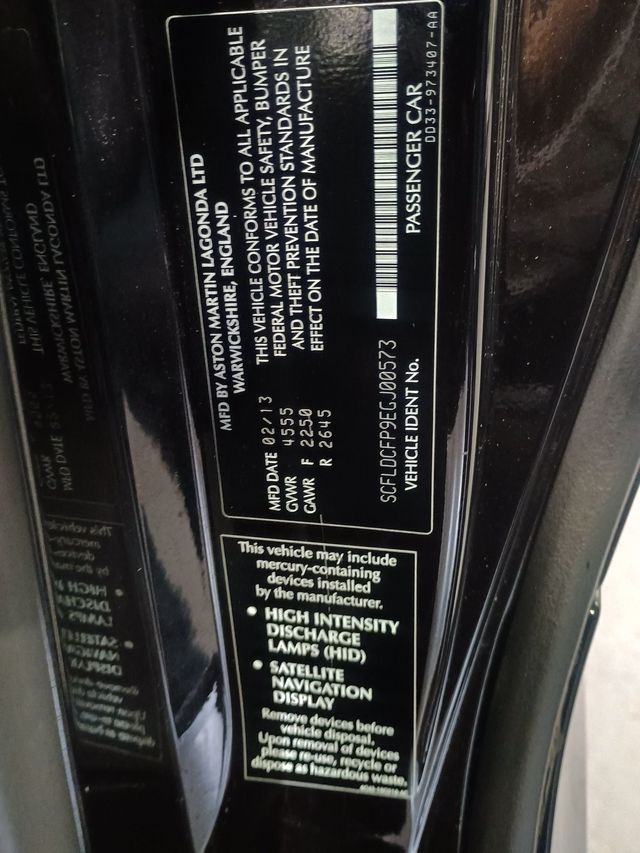 MFD BY ASTON MARTIN LAGONDA LTD
WARWICKSHIRE, ENGLAND
MFD DATE 02/13
GVWR 4555
GAWR F 2250
R 2645
THIS VEHICLE CONFORMS TO ALL APPLICABLE
FEDERAL MOTOR VEHICLE SAFETY, BUMPER
AND THEFT PREVENTION STANDARDS IN
EFFECT ON THE DATE OF MANUFACTURE
SCFLDCFP9EGJ00573
VEHICLE IDENT No.
PASSENGER CAR
DD33-973407-AA
This vehicle may include
mercury-containing
devices installed
by the manufacturer.
• HIGH INTENSITY
DISCHARGE
LAMPS (HID)
• SATELLITE
NAVIGATION
DISPLAY
Remove devices before
vehicle disposal.
Upon removal of devices
please re-use, recycle or
dispose as hazardous waste.